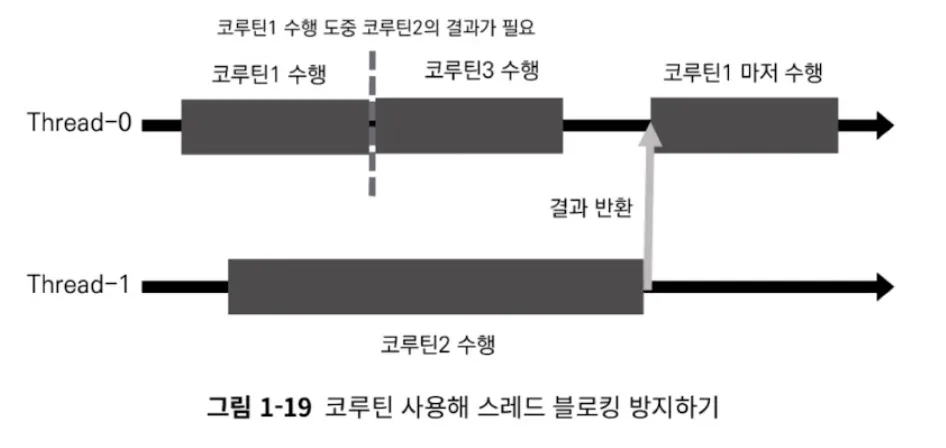 코루틴1 수행 도중 코루틴2의 결과가 필요
코루틴1 수행
코루틴3 수행
코루틴1 마저 수행
Thread-0
결과 반환
Thread-1
코루틴2 수행
그림 1-19 코루틴 사용해 스레드 블로킹 방지하기